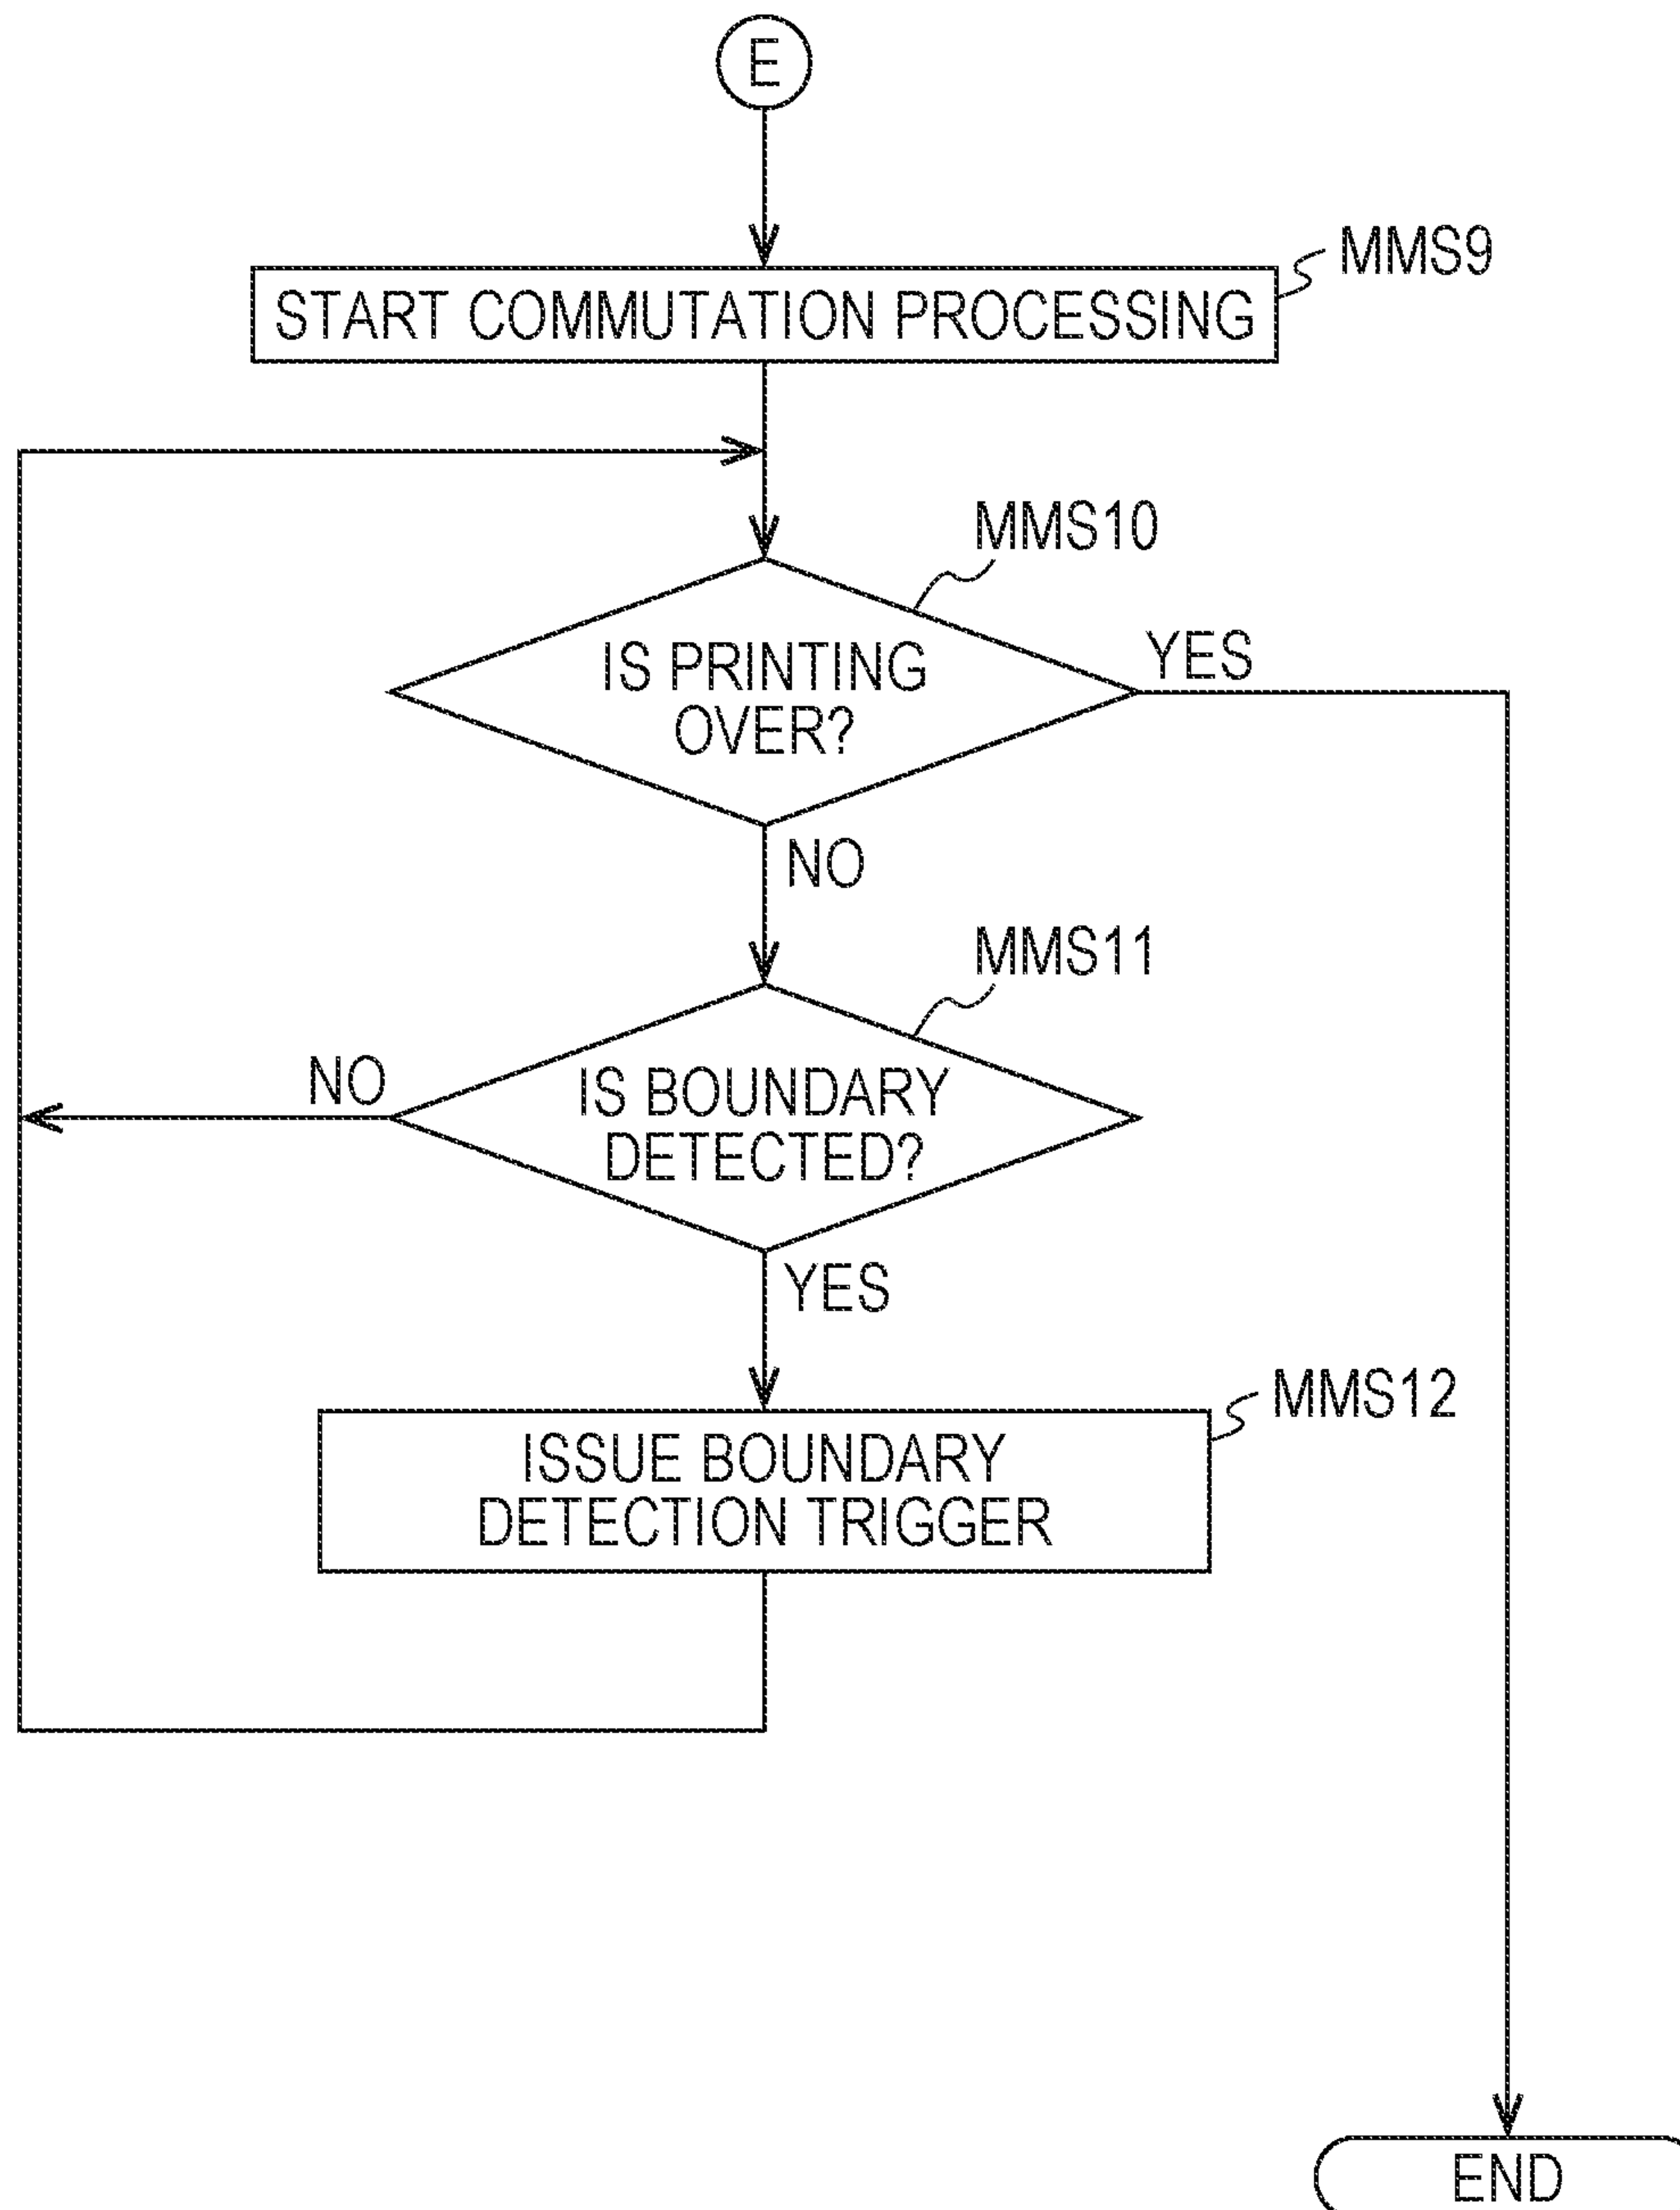 E
START COMMUTATION PROCESSING
MMS9
MMS10
IS PRINTING
OVER?
YES
NO
MMS11
IS BOUNDARY
DETECTED?
NO
YES
MMS12
ISSUE BOUNDARY
DETECTION TRIGGER
END